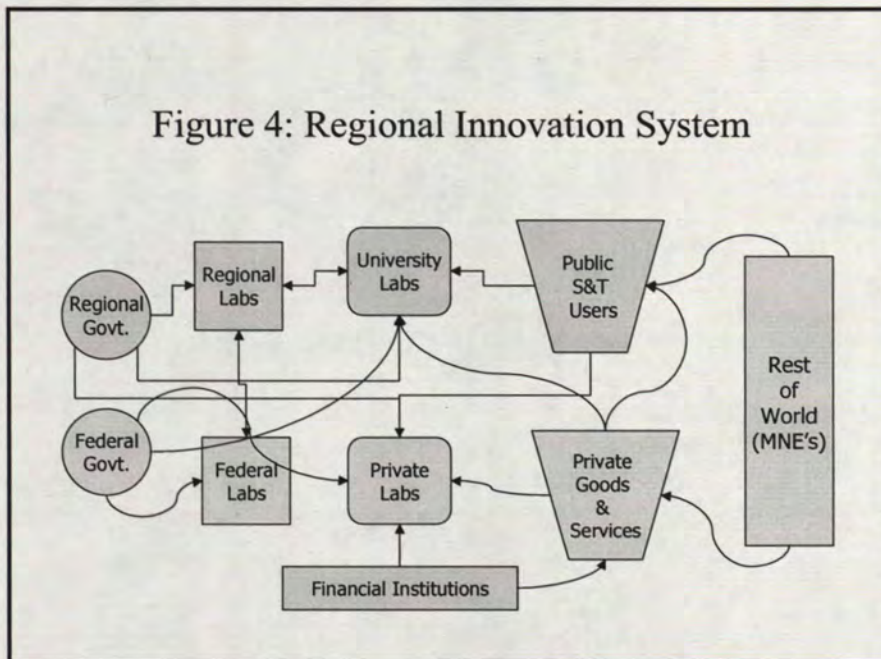 Figure 4: Regional Innovation System
Regional
Govt.
Regional
Labs
University
Labs
Public
S&T
Users
Rest
of
World
(MNE's)
Federal
Govt.
Federal
Labs
Private
Labs
Private
Goods
&
Services
Financial Institutions